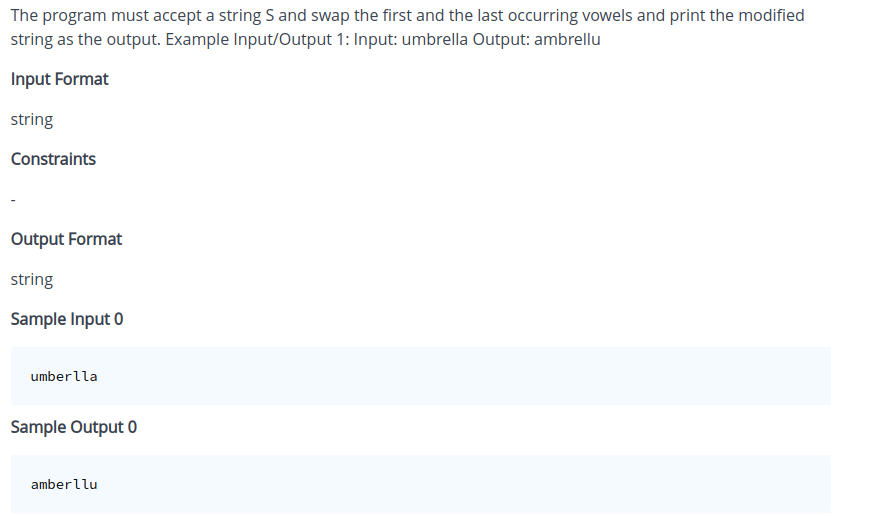 The program must accept a string S and swap the first and the last occurring vowels and print the modified
string as the output. Example Input/Output 1: Input: umbrella Output: ambrellu
Input Format
string
Constraints
-
Output Format
string
Sample Input 0
umberlla
Sample Output 0
amberllu